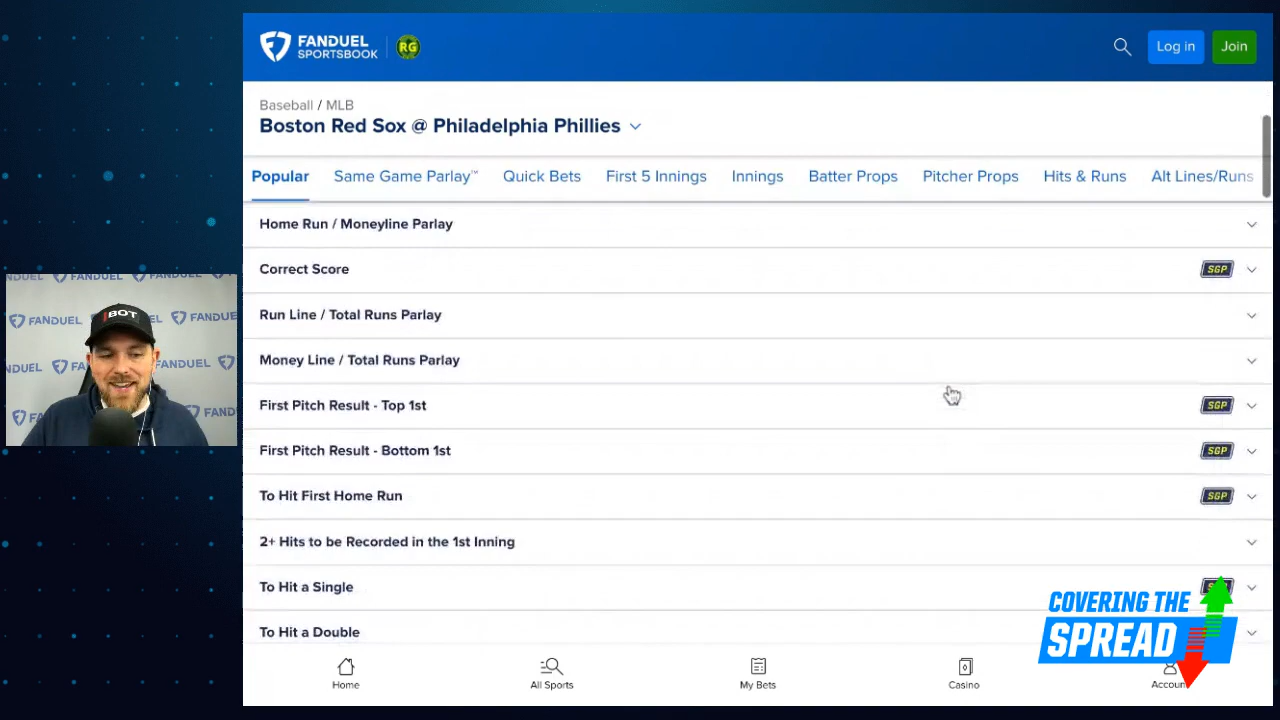 FANDUEL
SPORTSBOOK
RG
Log in
Join
Baseball / MLB
Boston Red Sox @ Philadelphia Phillies
Popular
Same Game Parlay™
Quick Bets
First 5 Innings
Innings
Batter Props
Pitcher Props
Hits & Runs
Alt Lines/Runs
Home Run / Moneyline Parlay
Correct Score
SGP
Run Line / Total Runs Parlay
Money Line / Total Runs Parlay
First Pitch Result - Top 1st
SGP
First Pitch Result - Bottom 1st
SGP
To Hit First Home Run
SGP
2+ Hits to be Recorded in the 1st Inning
To Hit a Single
To Hit a Double
COVERING THE
SPREAD
Home
All Sports
My Bets
Casino
Account
BOT
FANDUEL
FANDUEL